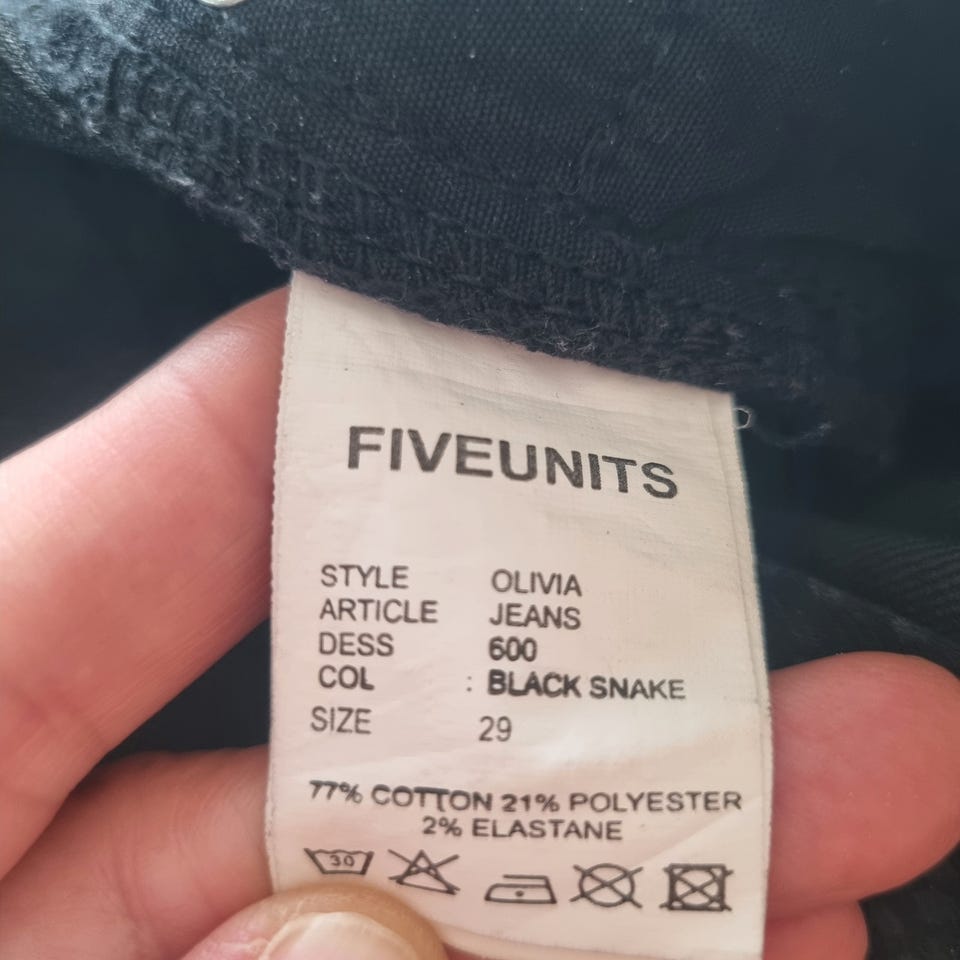 FIVEUNITS
STYLE OLIVIA
ARTICLE JEANS
DESS 600
COL : BLACK SNAKE
SIZE 29
77% COTTON 21% POLYESTER
2% ELASTANE
30